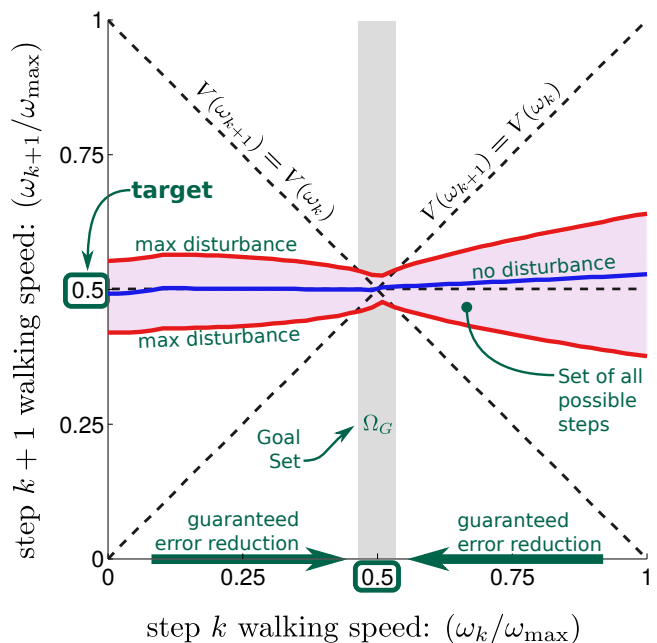 1
0.75
0.5
0.25
0
step k + 1 walking speed: (ω_{k+1}/ω_max)
target
V(ω_{k+1}) = V(ω_k)
V(ω_{k+1}) = V(ω_k)
max disturbance
no disturbance
max disturbance
Set of all
possible
steps
Goal
Set
Ω_G
guaranteed
error reduction
guaranteed
error reduction
0
0.25
0.5
0.75
1
step k walking speed: (ω_k/ω_max)